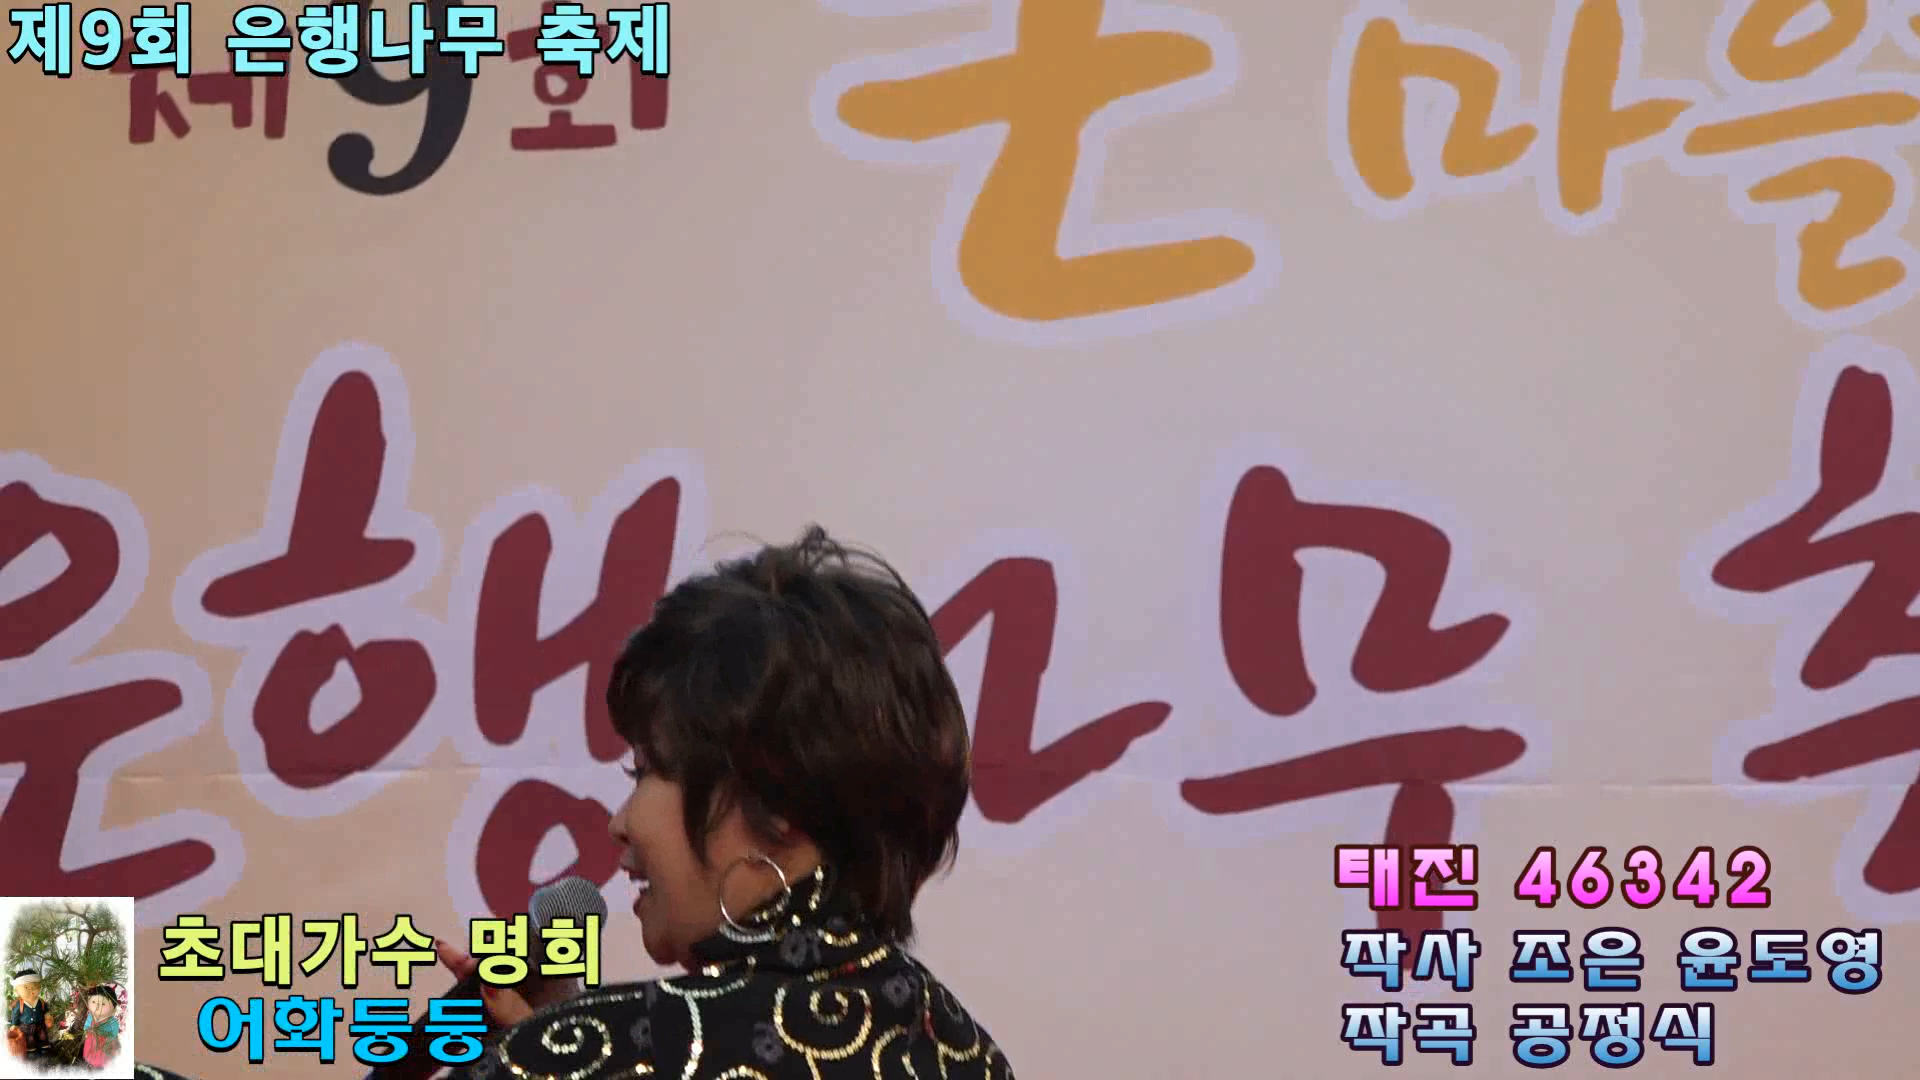 제9회 은행나무 축제
제9회 은마을
은행나무 축
태진 46342
초대가수 명희
작사 조은 윤도영
어화둥둥
작곡 공정식